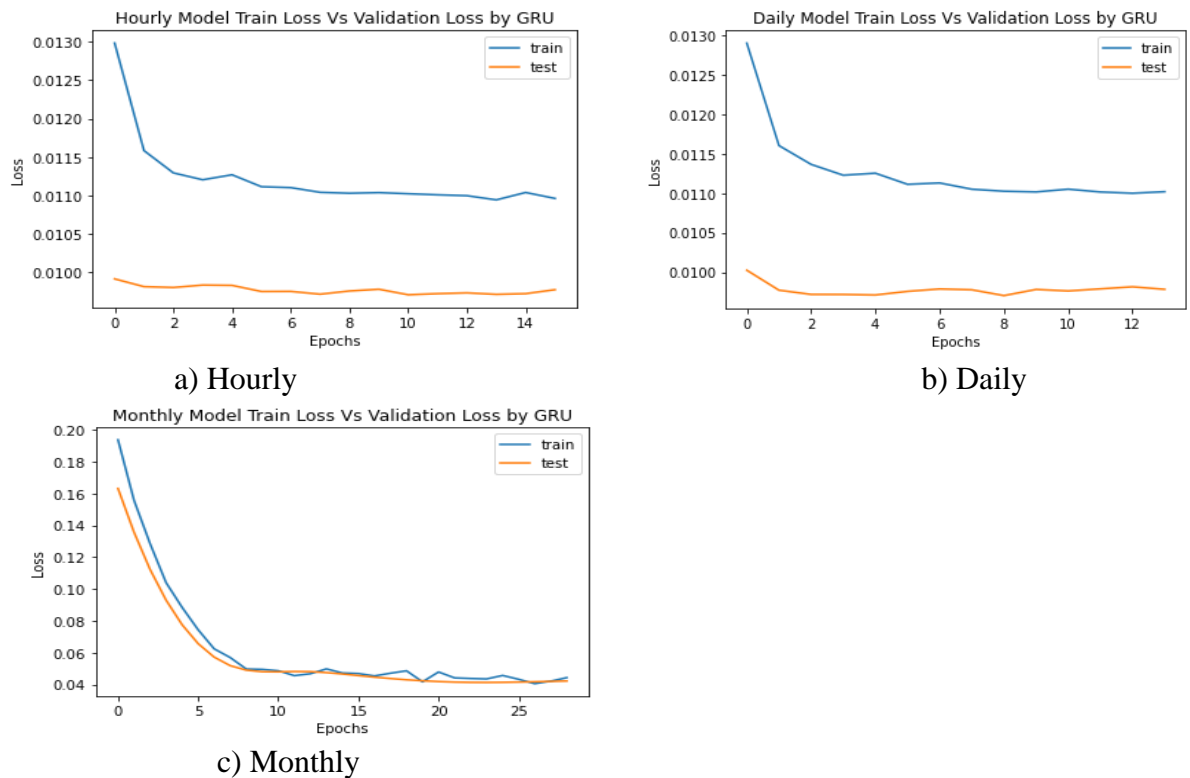 Hourly Model Train Loss Vs Validation Loss by GRU
0.0130
0.0125
0.0120
0.0115
0.0110
0.0105
0.0100
Loss
train
test
0 2 4 6 8 10 12 14
Epochs
a) Hourly
Daily Model Train Loss Vs Validation Loss by GRU
0.0130
0.0125
0.0120
0.0115
0.0110
0.0105
0.0100
Loss
train
test
0 2 4 6 8 10 12
Epochs
b) Daily
Monthly Model Train Loss Vs Validation Loss by GRU
0.20
0.18
0.16
0.14
0.12
0.10
0.08
0.06
0.04
Loss
train
test
0 5 10 15 20 25
Epochs
c) Monthly